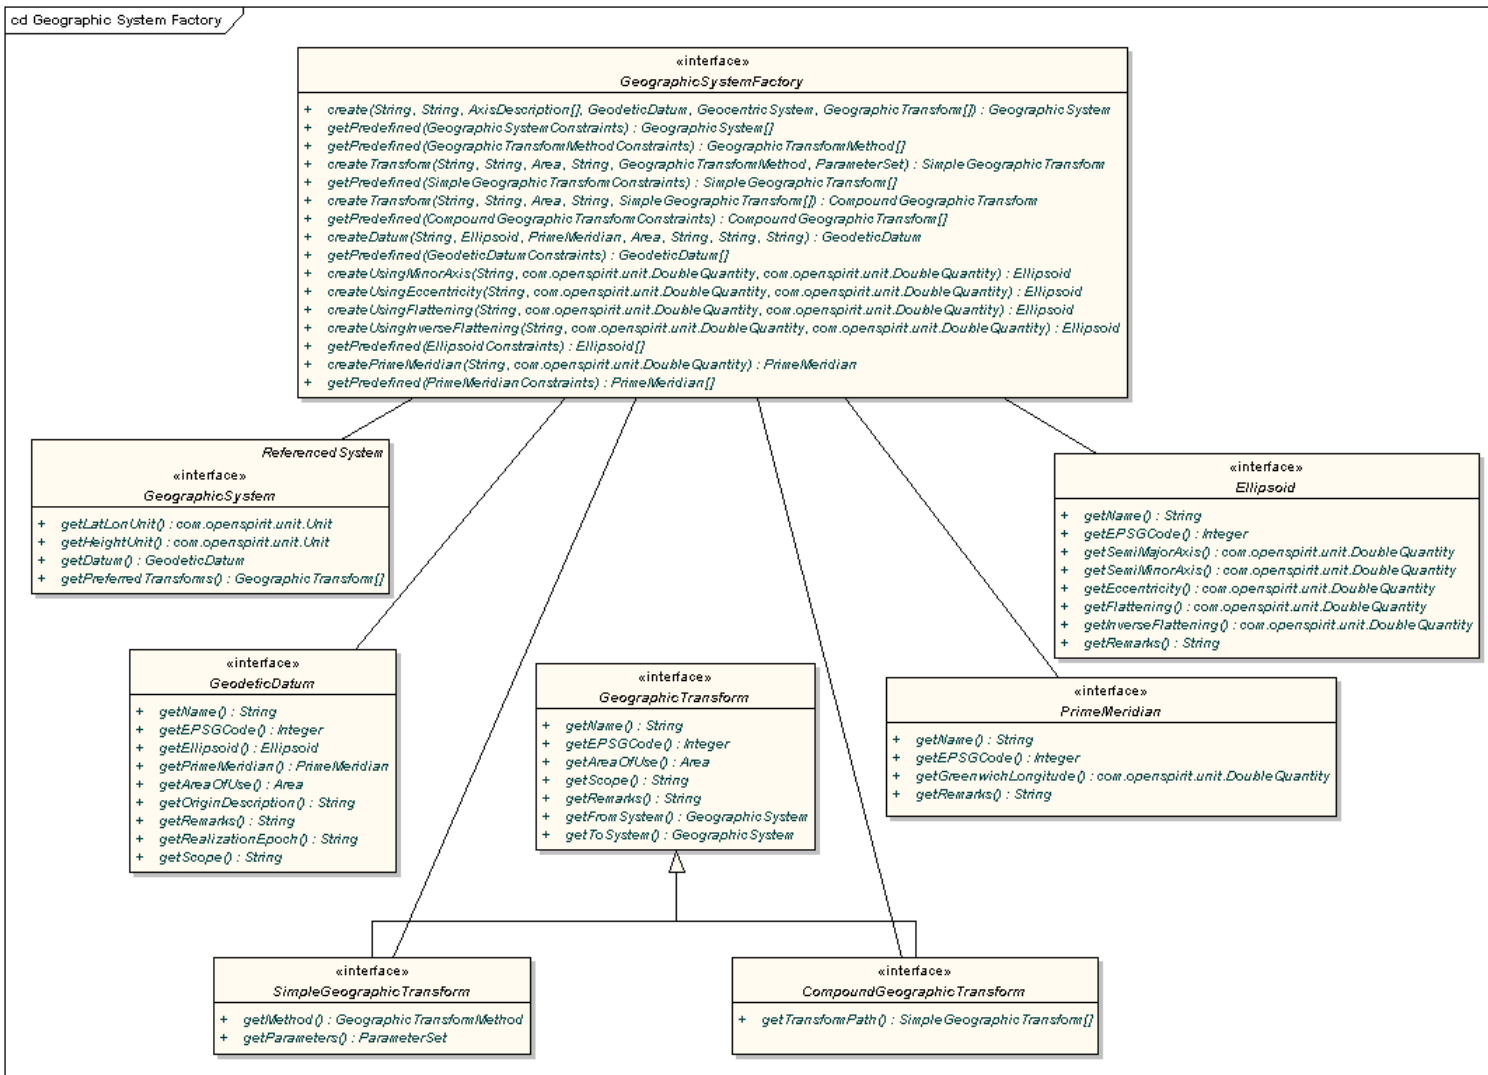 cd Geographic System Factory
«interface»
GeographicSystemFactory
+ create(String, String, AxisDescription[], GeodeticDatum, GeocentricSystem, GeographicTransform[]) : GeographicSystem
+ getPredefined(GeographicSystemConstraints) : GeographicSystem[]
+ getPredefined(GeographicTransformMethodConstraints) : GeographicTransformMethod[]
+ createTransform(String, String, Area, String, GeographicTransformMethod, ParameterSet) : SimpleGeographicTransform
+ getPredefined(SimpleGeographicTransformConstraints) : SimpleGeographicTransform[]
+ createTransform(String, String, Area, String, SimpleGeographicTransform[]) : CompoundGeographicTransform
+ getPredefined(CompoundGeographicTransformConstraints) : CompoundGeographicTransform[]
+ createDatum(String, Ellipsoid, PrimeMeridian, Area, String, String, String) : GeodeticDatum
+ getPredefined(GeodeticDatumConstraints) : GeodeticDatum[]
+ createUsingMinorAxis(String, com.openspirit.unit.DoubleQuantity, com.openspirit.unit.DoubleQuantity) : Ellipsoid
+ createUsingEccentricity(String, com.openspirit.unit.DoubleQuantity, com.openspirit.unit.DoubleQuantity) : Ellipsoid
+ createUsingFlattening(String, com.openspirit.unit.DoubleQuantity, com.openspirit.unit.DoubleQuantity) : Ellipsoid
+ createUsingInverseFlattening(String, com.openspirit.unit.DoubleQuantity, com.openspirit.unit.DoubleQuantity) : Ellipsoid
+ getPredefined(EllipsoidConstraints) : Ellipsoid[]
+ createPrimeMeridian(String, com.openspirit.unit.DoubleQuantity) : PrimeMeridian
+ getPredefined(PrimeMeridianConstraints) : PrimeMeridian[]
ReferencedSystem
«interface»
GeographicSystem
+ getLatLonUnit() : com.openspirit.unit.Unit
+ getHeightUnit() : com.openspirit.unit.Unit
+ getDatum() : GeodeticDatum
+ getPreferredTransforms() : GeographicTransform[]
«interface»
Ellipsoid
+ getName() : String
+ getEPSGCode() : Integer
+ getSemiMajorAxis() : com.openspirit.unit.DoubleQuantity
+ getSemiMinorAxis() : com.openspirit.unit.DoubleQuantity
+ getEccentricity() : com.openspirit.unit.DoubleQuantity
+ getFlattening() : com.openspirit.unit.DoubleQuantity
+ getInverseFlattening() : com.openspirit.unit.DoubleQuantity
+ getRemarks() : String
«interface»
GeodeticDatum
+ getName() : String
+ getEPSGCode() : Integer
+ getEllipsoid() : Ellipsoid
+ getPrimeMeridian() : PrimeMeridian
+ getAreaOfUse() : Area
+ getOriginDescription() : String
+ getRemarks() : String
+ getRealizationEpoch() : String
+ getScope() : String
«interface»
GeographicTransform
+ getName() : String
+ getEPSGCode() : Integer
+ getAreaOfUse() : Area
+ getScope() : String
+ getRemarks() : String
+ getFromSystem() : GeographicSystem
+ getToSystem() : GeographicSystem
«interface»
PrimeMeridian
+ getName() : String
+ getEPSGCode() : Integer
+ getGreenwichLongitude() : com.openspirit.unit.DoubleQuantity
+ getRemarks() : String
«interface»
SimpleGeographicTransform
+ getMethod() : GeographicTransformMethod
+ getParameters() : ParameterSet
«interface»
CompoundGeographicTransform
+ getTransformPath() : SimpleGeographicTransform[]